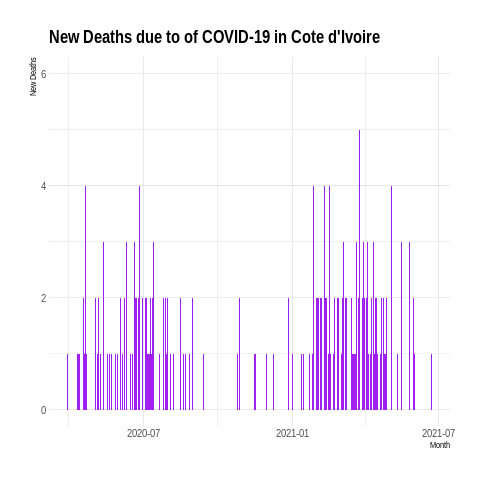 New Deaths due to of COVID-19 in Cote d'Ivoire
New Deaths
6
4
2
0
2020-07
2021-01
2021-07
Month